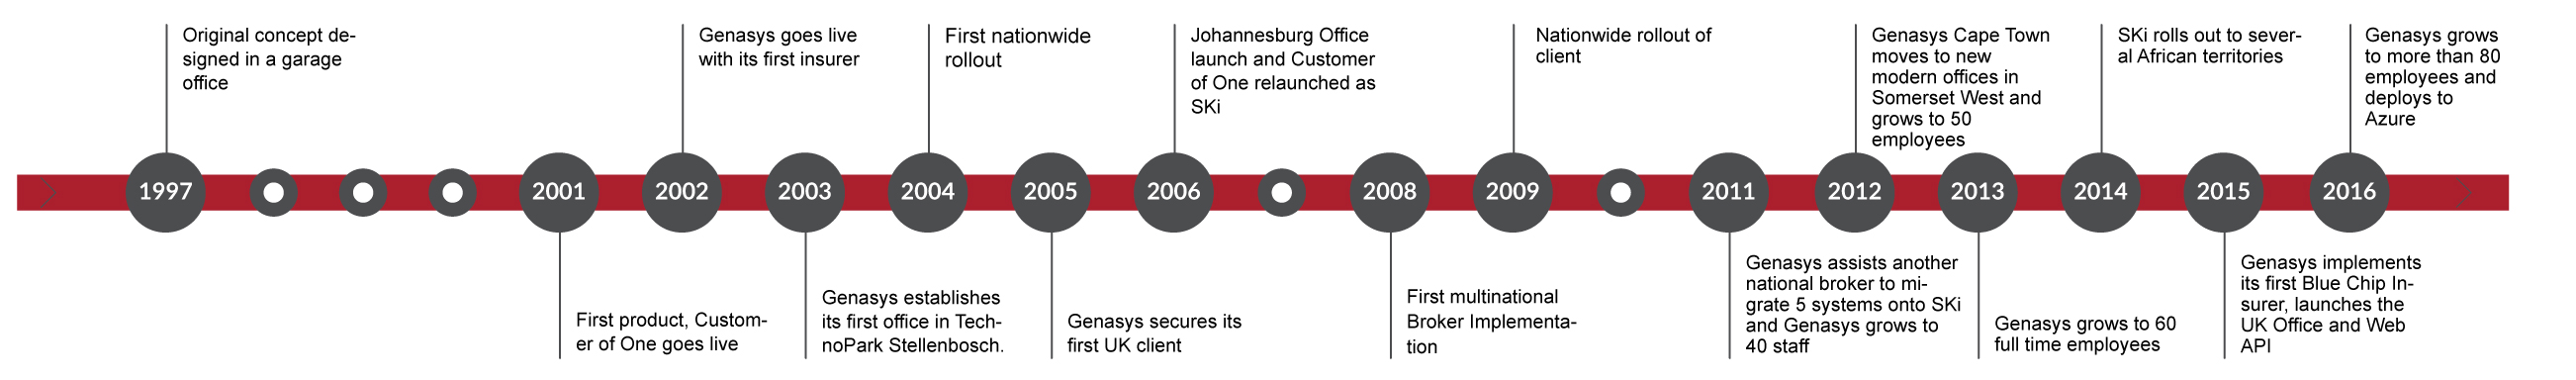 Original concept de-
signed in a garage
office
Genasys goes live
with its first insurer
First nationwide
rollout
Johannesburg Office
launch and Customer
of One relaunched as
SKi
Nationwide rollout of
client
Genasys Cape Town
moves to new
modern offices in
Somerset West and
grows to 50
employees
SKi rolls out to sever-
al African territories
Genasys grows
to more than 80
employees and
deploys to
Azure
1997
2001
2002
2003
2004
2005
2006
2008
2009
2011
2012
2013
2014
2015
2016
First product, Custom-
er of One goes live
Genasys establishes
its first office in Tech-
noPark Stellenbosch.
Genasys secures its
first UK client
First multinational
Broker Implementa-
tion
Genasys assists another
national broker to mi-
grate 5 systems onto SKi
and Genasys grows to
40 staff
Genasys grows to 60
full time employees
Genasys implements
its first Blue Chip In-
surer, launches the
UK Office and Web
API